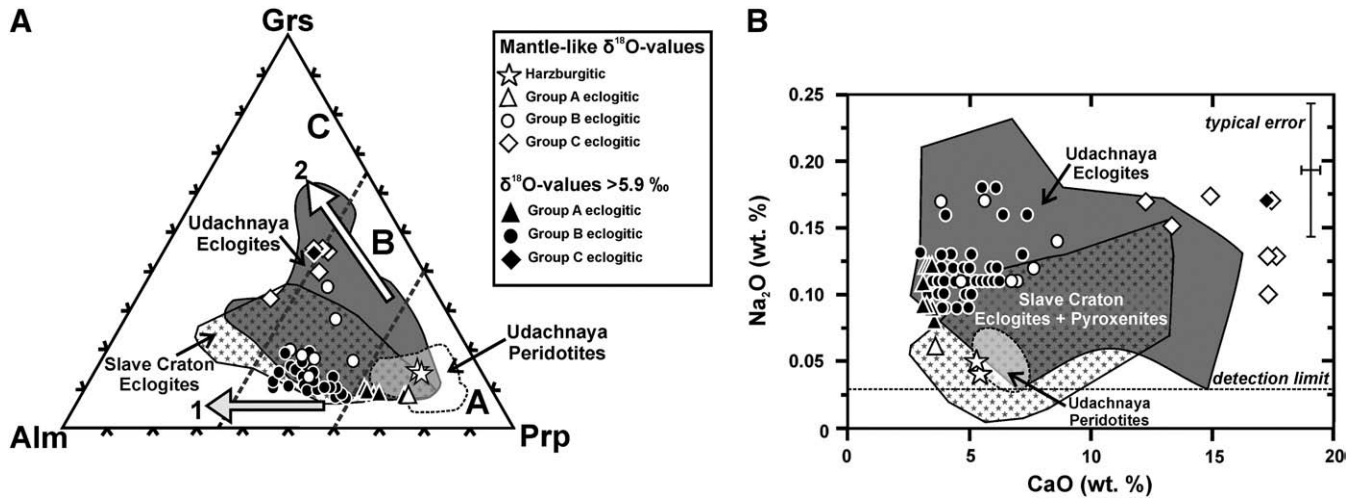 A
Grs
C
2
Udachnaya
Eclogites
B
Udachnaya
Peridotites
Slave Craton
Eclogites
1
A
Alm
Prp
Mantle-like δ¹⁸O-values
Harzburgitic
Group A eclogitic
Group B eclogitic
Group C eclogitic
δ¹⁸O-values >5.9 ‰
Group A eclogitic
Group B eclogitic
Group C eclogitic
B
0.25
0.20
0.15
0.10
0.05
0
Na₂O (wt. %)
typical error
Udachnaya
Eclogites
Slave Craton
Eclogites + Pyroxenites
detection limit
Udachnaya
Peridotites
0
5
10
15
20
CaO (wt. %)